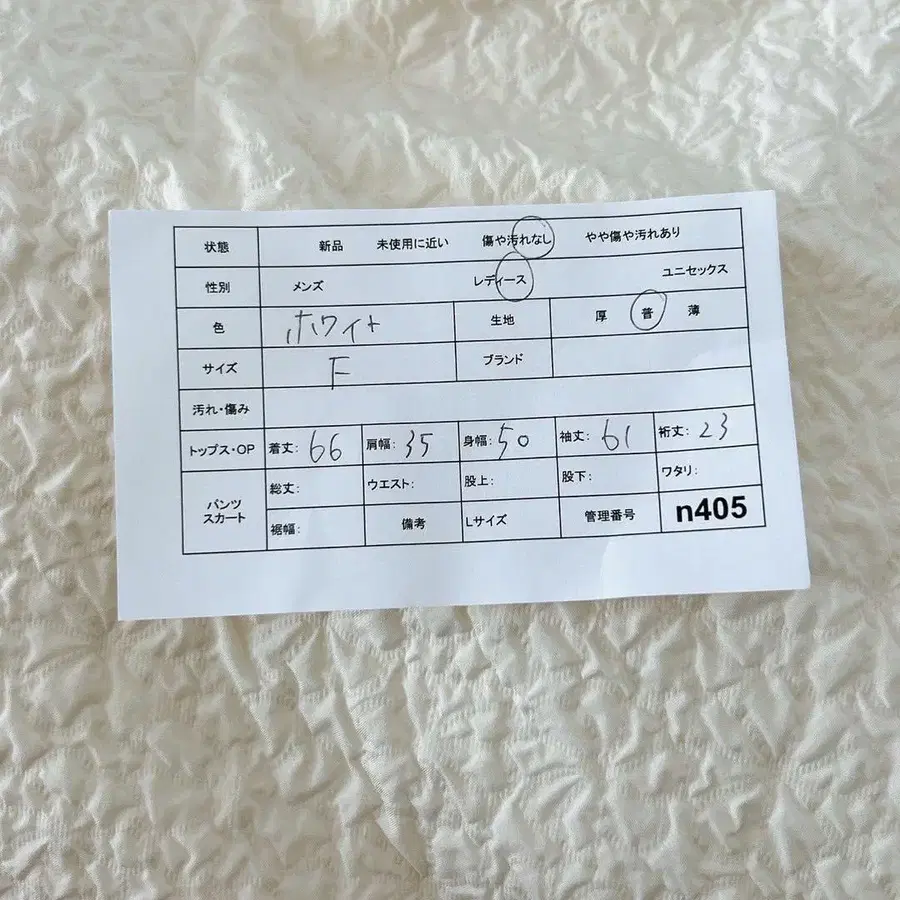 状態 新品 未使用に近い 傷や汚れなし やや傷や汚れあり
性別 メンズ レディース ユニセックス
色 ホワイト 生地 厚 普 薄
サイズ F ブランド
汚れ・傷み
トップス・OP 着丈: 66 肩幅: 35 身幅: 50 袖丈: 61 裄丈: 23
パンツ スカート 総丈: ウエスト: 股上: 股下: ワタリ:
裾幅: 備考 Lサイズ 管理番号 n405